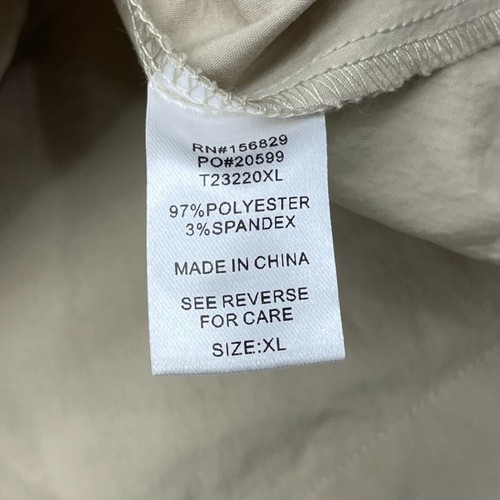 RN#156829
PO#20599
T23220XL
97%POLYESTER
3%SPANDEX
MADE IN CHINA
SEE REVERSE
FOR CARE
SIZE:XL